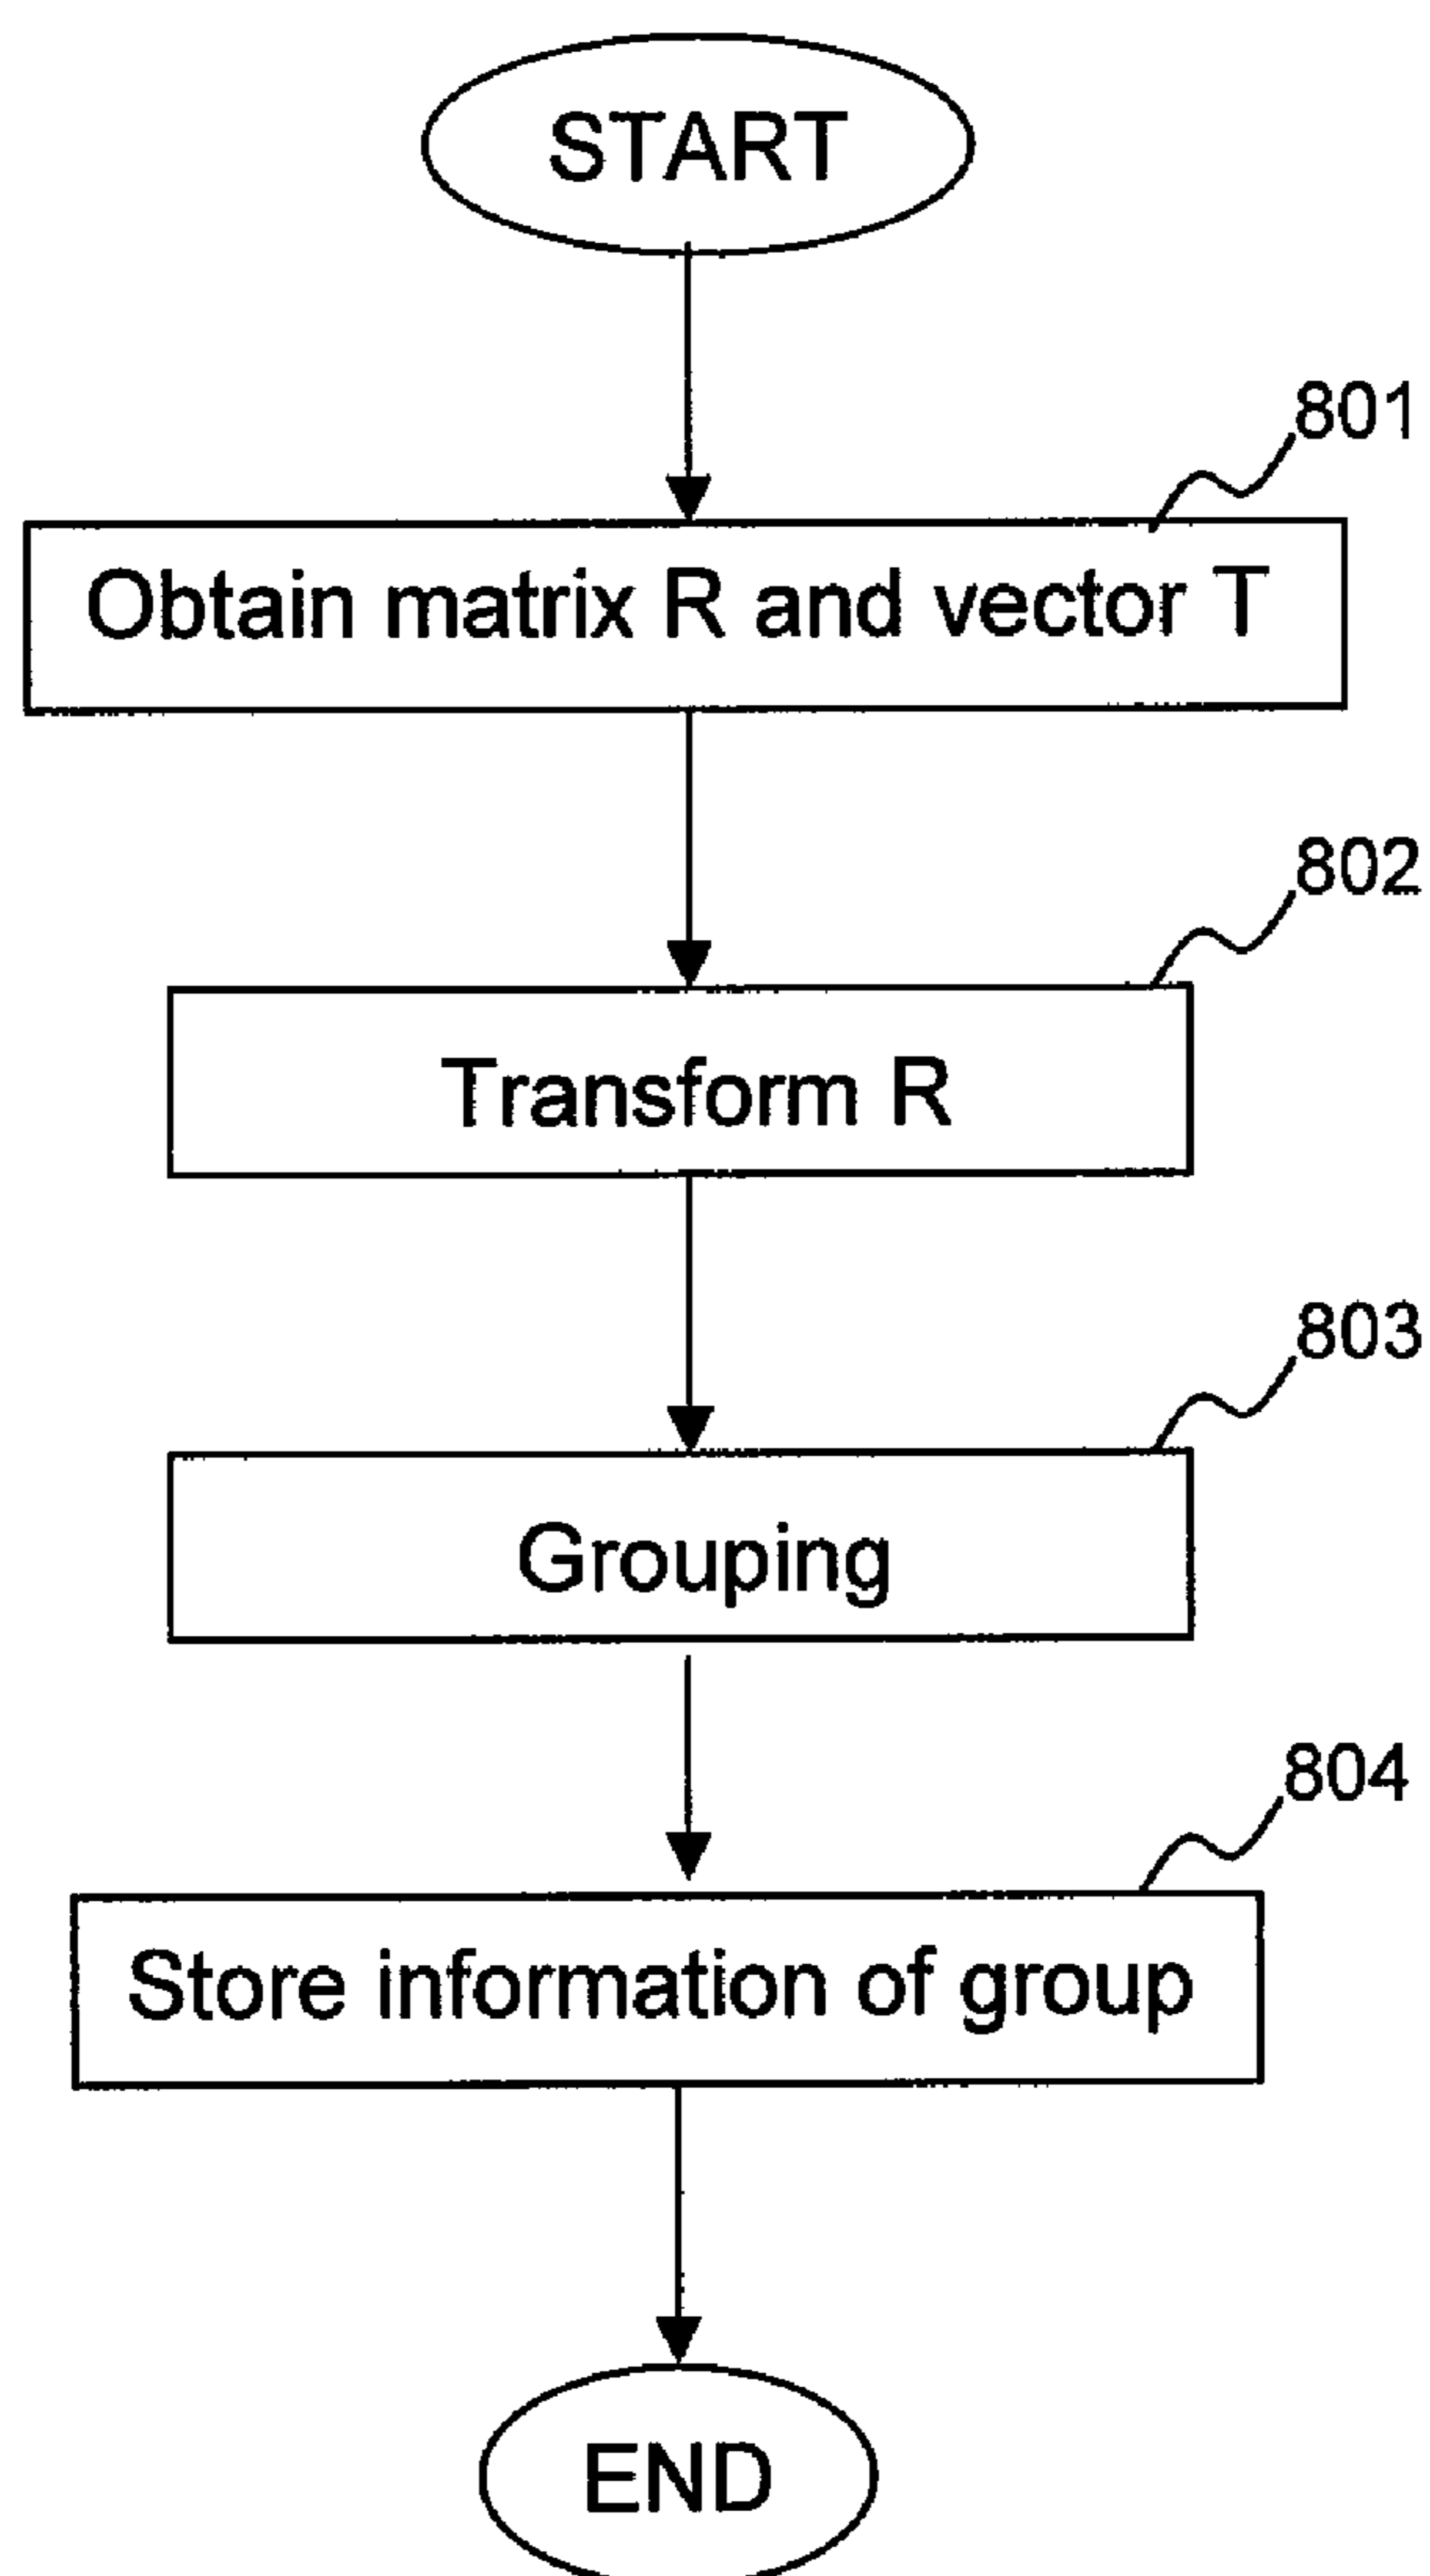 START
801
Obtain matrix R and vector T
802
Transform R
803
Grouping
804
Store information of group
END